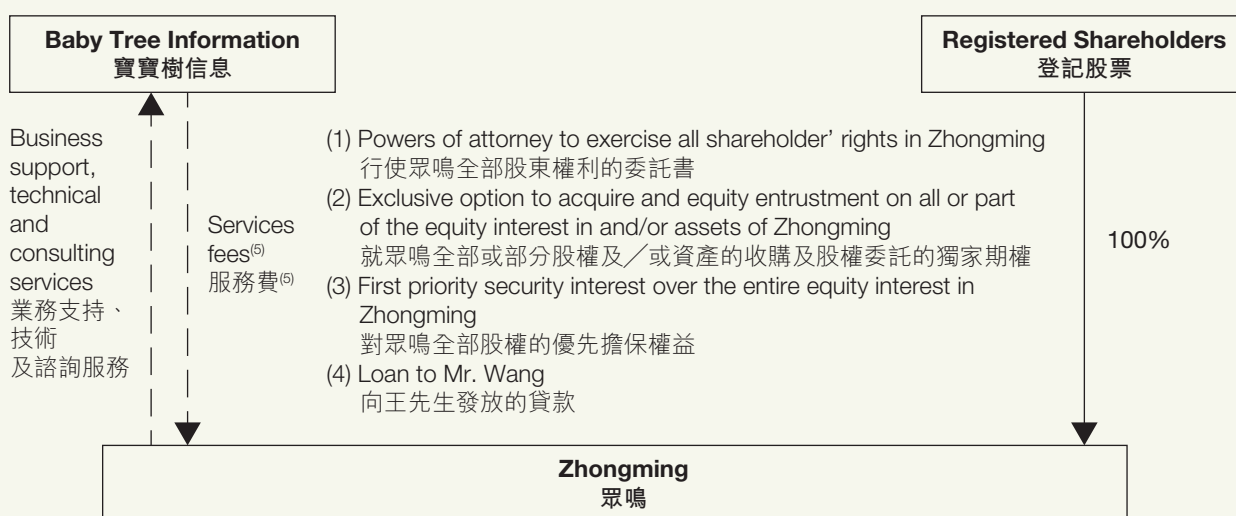 Baby Tree Information
寶寶樹信息
Registered Shareholders
登記股票
Business
support,
technical
and
consulting
services
業務支持、
技術
及諮詢服務
Services
fees(5)
服務費(5)
(1) Powers of attorney to exercise all shareholder' rights in Zhongming
行使眾鳴全部股東權利的委託書
(2) Exclusive option to acquire and equity entrustment on all or part
of the equity interest in and/or assets of Zhongming
就眾鳴全部或部分股權及╱或資產的收購及股權委託的獨家期權
(3) First priority security interest over the entire equity interest in
Zhongming
對眾鳴全部股權的優先擔保權益
(4) Loan to Mr. Wang
向王先生發放的貸款
100%
Zhongming
眾鳴